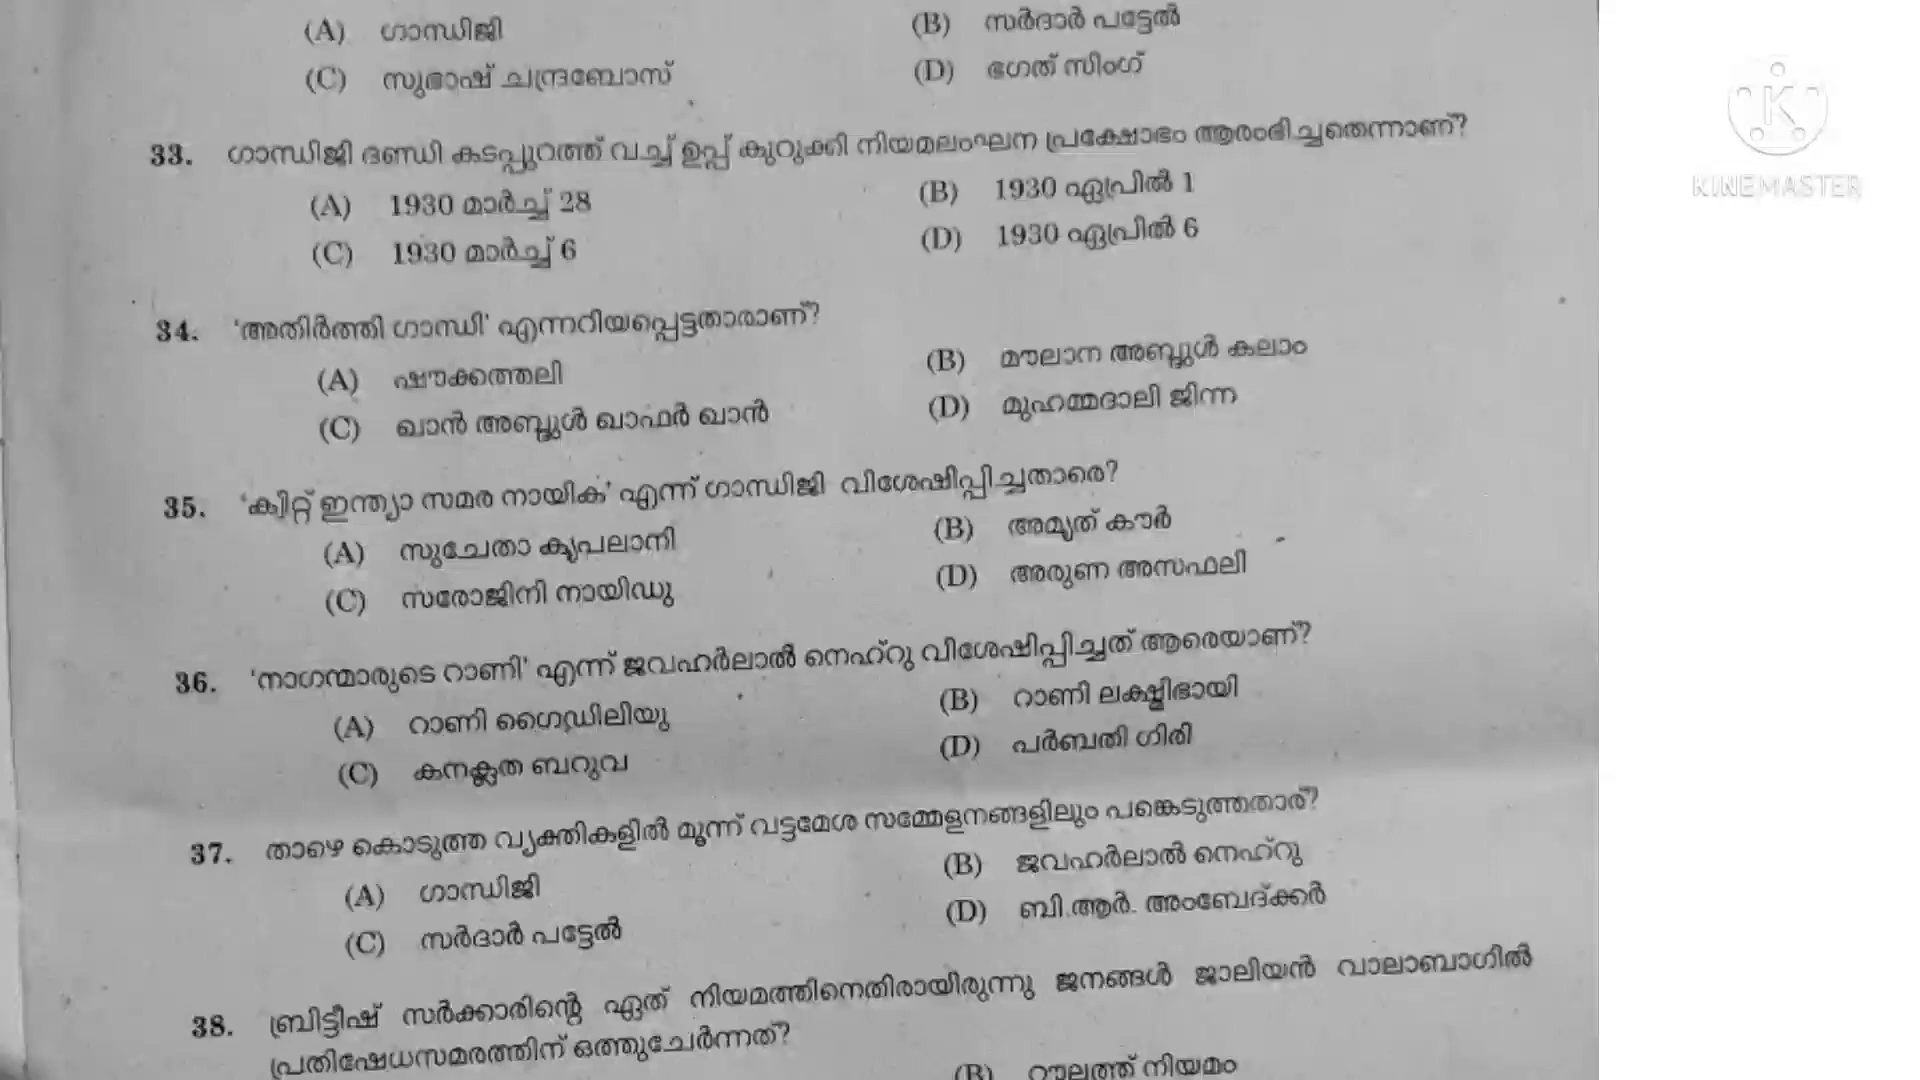 (A) ഗാന്ധിജി (B) സർദാർ പട്ടേൽ
(C) സുഭാഷ് ചന്ദ്രബോസ് (D) ഭഗത് സിംഗ്
33. ഗാന്ധിജി ദണ്ഡി കടപ്പുറത്ത് വച്ച് ഉപ്പ് കുറുക്കി നിയമലംഘന പ്രക്ഷോഭം ആരംഭിച്ചതെന്നാണ്?
(A) 1930 മാർച്ച് 28 (B) 1930 ഏപ്രിൽ 1
(C) 1930 മാർച്ച് 6 (D) 1930 ഏപ്രിൽ 6
34. 'അതിർത്തി ഗാന്ധി' എന്നറിയപ്പെട്ടതാരാണ്?
(A) ഷൗക്കത്തലി (B) മൗലാന അബ്ദുൾ കലാം
(C) ഖാൻ അബ്ദുൾ ഖാഫർ ഖാൻ (D) മുഹമ്മദാലി ജിന്ന
35. 'ക്വിറ്റ് ഇന്ത്യാ സമര നായിക' എന്ന് ഗാന്ധിജി വിശേഷിപ്പിച്ചതാരെ?
(A) സുചേതാ കൃപലാനി (B) അമൃത് കൗർ
(C) സരോജിനി നായിഡു (D) അരുണ അസഫലി
36. 'നാഗന്മാരുടെ റാണി' എന്ന് ജവഹർലാൽ നെഹ്റു വിശേഷിപ്പിച്ചത് ആരെയാണ്?
(A) റാണി ഗൈഡിലിയു (B) റാണി ലക്ഷ്മിഭായി
(C) കനക്ലത ബറുവ (D) പർബതി ഗിരി
37. താഴെ കൊടുത്ത വ്യക്തികളിൽ മൂന്ന് വട്ടമേശ സമ്മേളനങ്ങളിലും പങ്കെടുത്തതാര്?
(A) ഗാന്ധിജി (B) ജവഹർലാൽ നെഹ്റു
(C) സർദാർ പട്ടേൽ (D) ബി.ആർ. അംബേദ്ക്കർ
38. ബ്രിട്ടീഷ് സർക്കാരിന്റെ ഏത് നിയമത്തിനെതിരായിരുന്നു ജനങ്ങൾ ജാലിയൻ വാലാബാഗിൽ
പ്രതിഷേധസമരത്തിന് ഒത്തുചേർന്നത്?
(B) റൗലത്ത് നിയമം
K
KINEMASTER